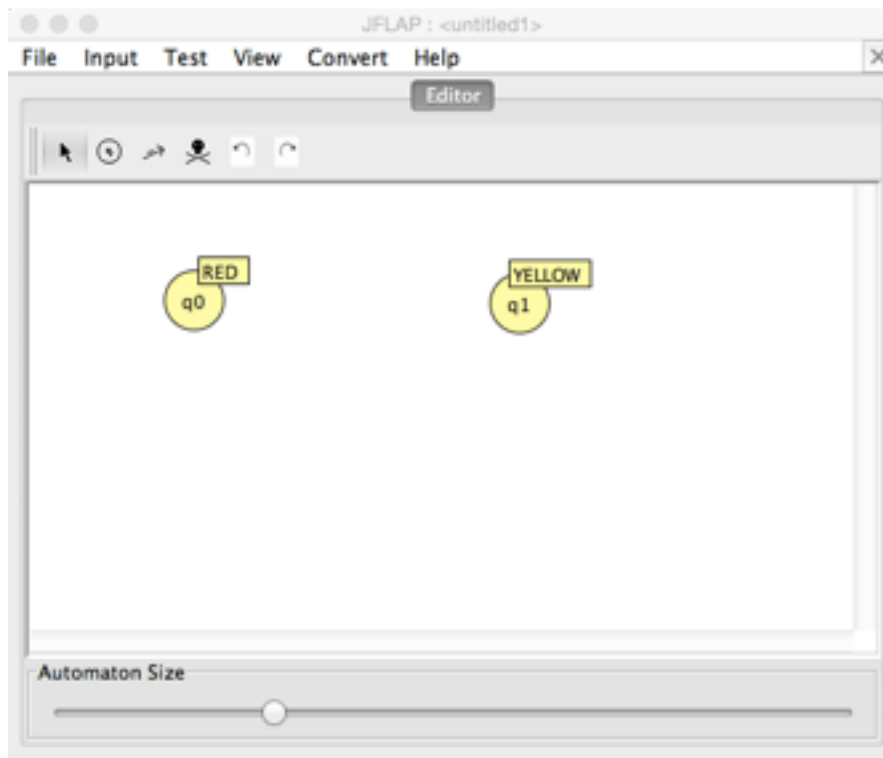 JFLAP : <untitled1>
File Input Test View Convert Help
Editor
RED
YELLOW
q0
q1
Automaton Size